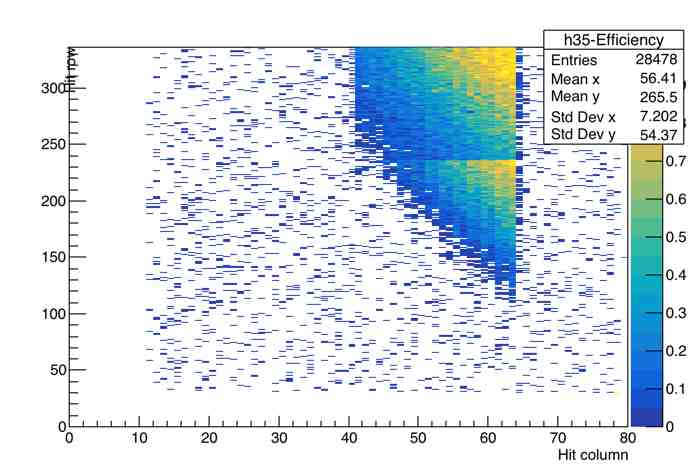 h35-Efficiency
Entries 28478
Mean x 56.41
Mean y 265.5
Std Dev x 7.202
Std Dev y 54.37
Hit row
300
250
200
150
100
50
0
0 10 20 30 40 50 60 70 80
Hit column
0.7
0.6
0.5
0.4
0.3
0.2
0.1
0